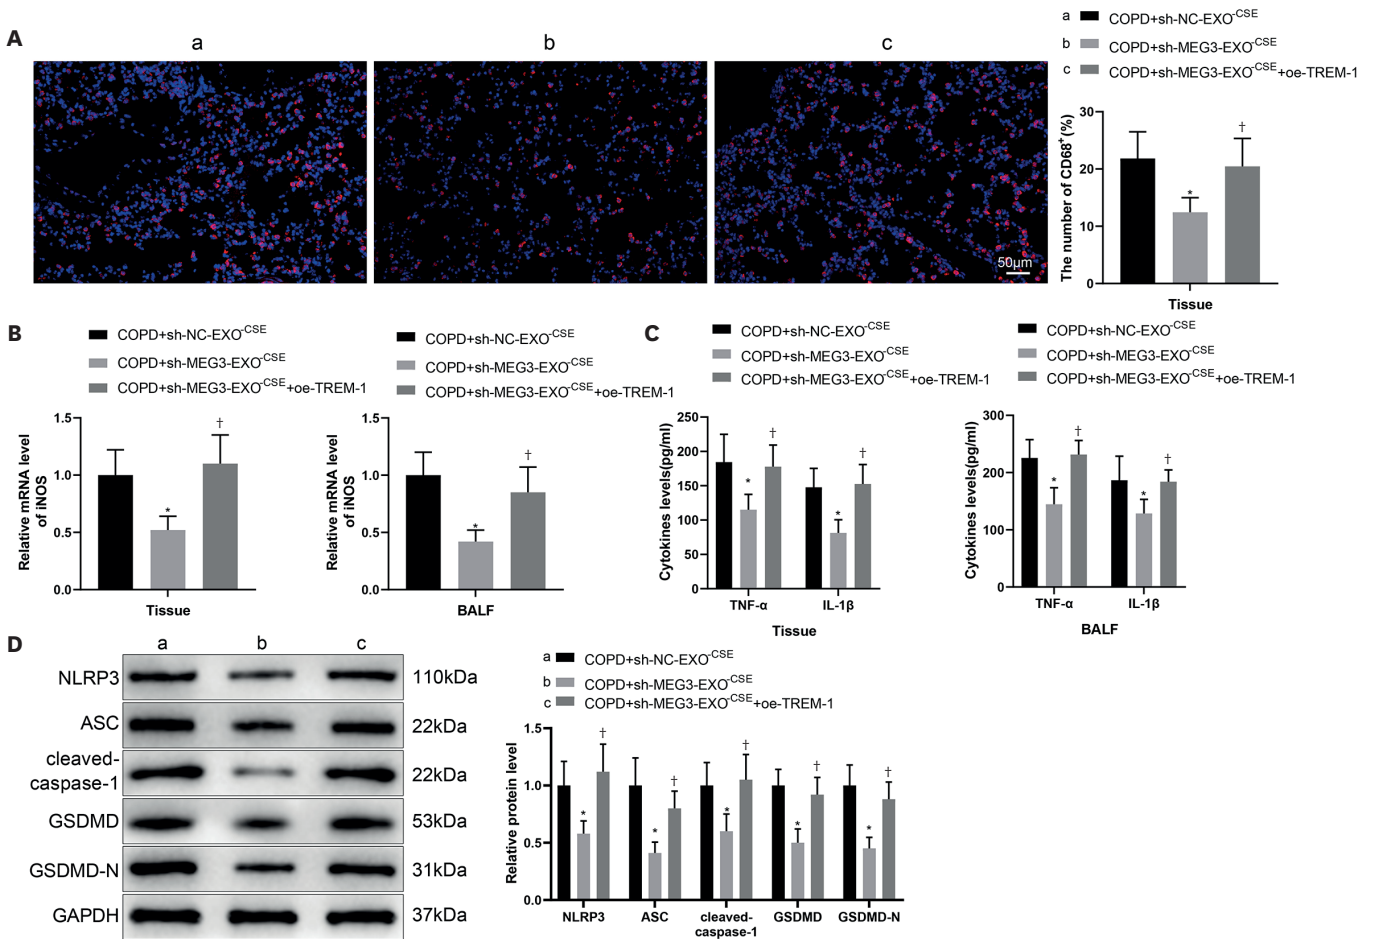 A
a
b
c
50μm
a COPD+sh-NC-EXO-CSE
b COPD+sh-MEG3-EXO-CSE
c COPD+sh-MEG3-EXO-CSE+oe-TREM-1
The number of CD68+(%)
30
20
10
0
*
†
Tissue
B
COPD+sh-NC-EXO-CSE
COPD+sh-MEG3-EXO-CSE
COPD+sh-MEG3-EXO-CSE+oe-TREM-1
Relative mRNA level
of iNOS
1.5
1.0
0.5
0.0
*
†
Tissue
COPD+sh-NC-EXO-CSE
COPD+sh-MEG3-EXO-CSE
COPD+sh-MEG3-EXO-CSE+oe-TREM-1
Relative mRNA level
of iNOS
1.5
1.0
0.5
0.0
*
†
BALF
C
COPD+sh-NC-EXO-CSE
COPD+sh-MEG3-EXO-CSE
COPD+sh-MEG3-EXO-CSE+oe-TREM-1
Cytokines levels(pg/ml)
250
200
150
100
50
0
* † * †
TNF-α IL-1β
Tissue
COPD+sh-NC-EXO-CSE
COPD+sh-MEG3-EXO-CSE
COPD+sh-MEG3-EXO-CSE+oe-TREM-1
Cytokines levels(pg/ml)
300
200
100
0
* † * †
TNF-α IL-1β
BALF
D
a b c
NLRP3 110kDa
ASC 22kDa
cleaved-
caspase-1 22kDa
GSDMD 53kDa
GSDMD-N 31kDa
GAPDH 37kDa
a COPD+sh-NC-EXO-CSE
b COPD+sh-MEG3-EXO-CSE
c COPD+sh-MEG3-EXO-CSE+oe-TREM-1
Relative protein level
1.5
1.0
0.5
0.0
* † * † * † * † * †
NLRP3 ASC cleaved- GSDMD GSDMD-N
caspase-1